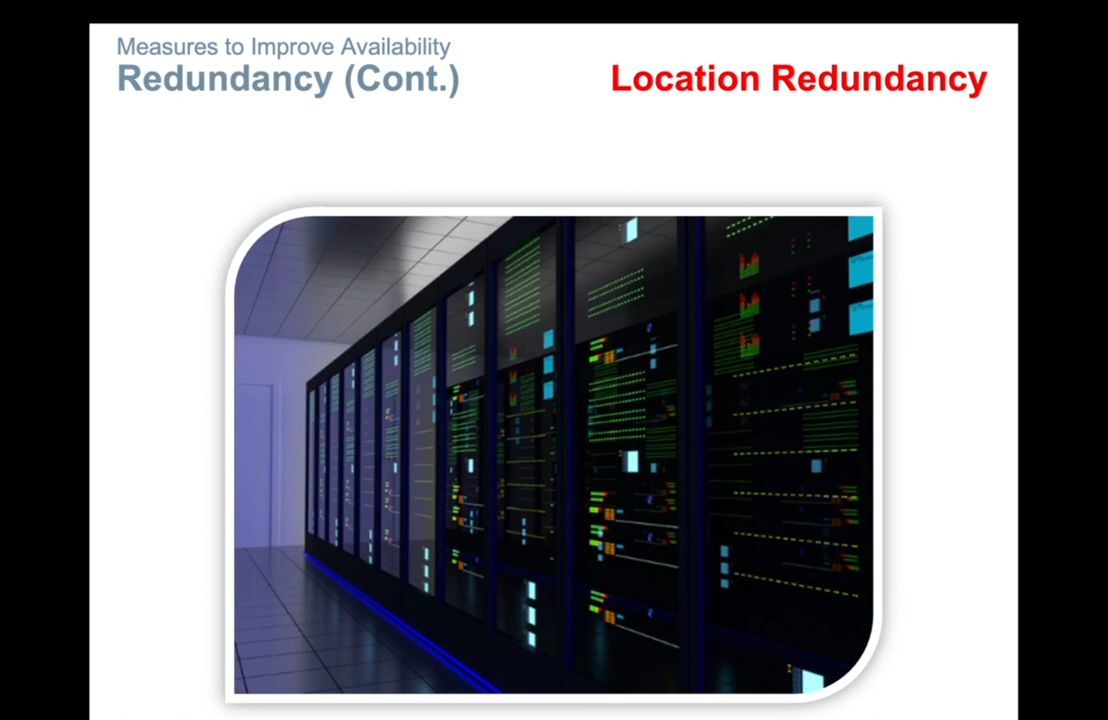 Measures to Improve Availability
Redundancy (Cont.)
Location Redundancy